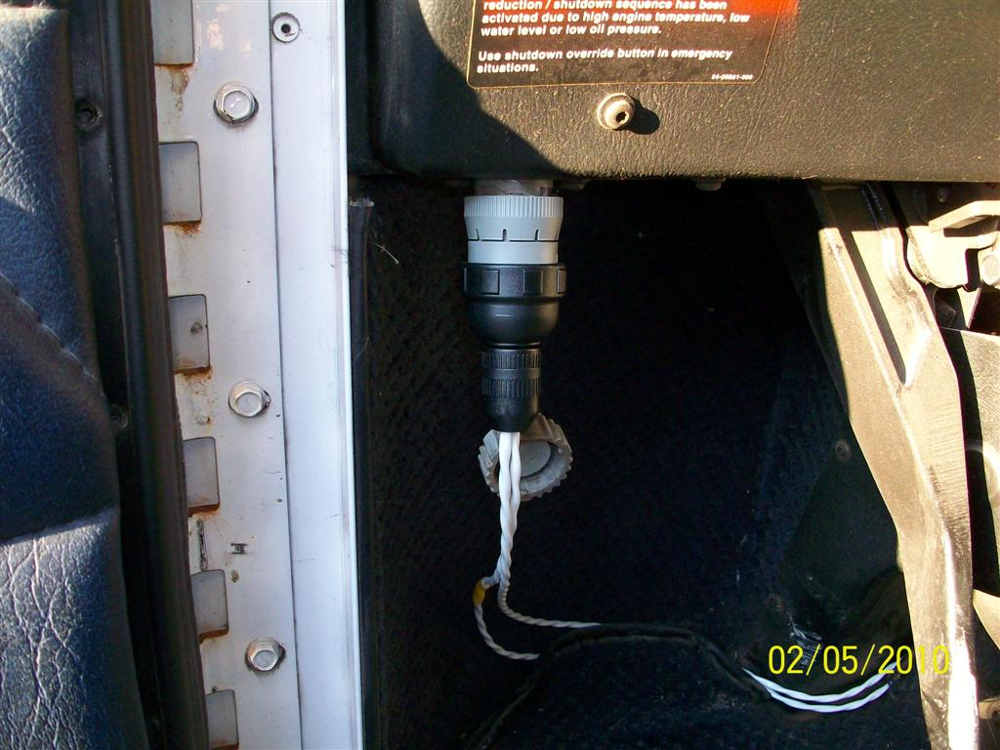 reduction / shutdown sequence has been
activated due to high engine temperature, low
water level or low oil pressure.
Use shutdown override button in emergency
situations.
02/05/2010